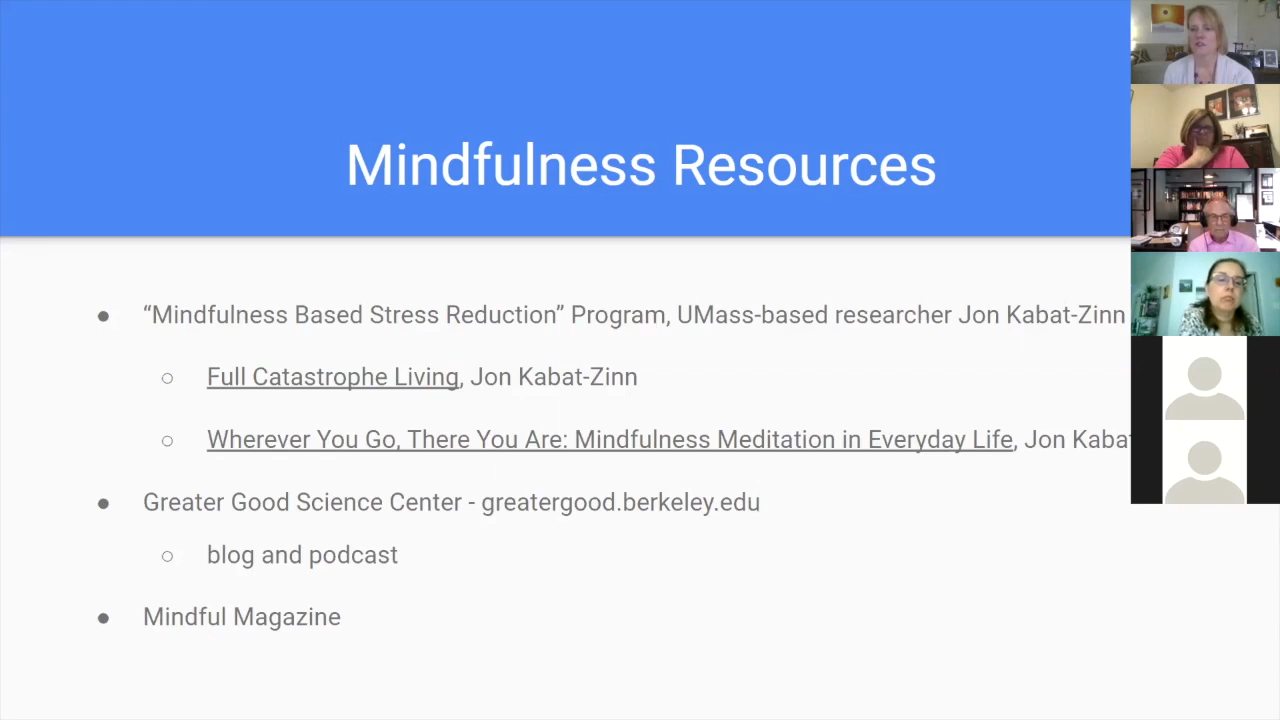 Mindfulness Resources
“Mindfulness Based Stress Reduction” Program, UMass-based researcher Jon Kabat-Zinn
Full Catastrophe Living, Jon Kabat-Zinn
Wherever You Go, There You Are: Mindfulness Meditation in Everyday Life, Jon Kabat
Greater Good Science Center - greatergood.berkeley.edu
blog and podcast
Mindful Magazine